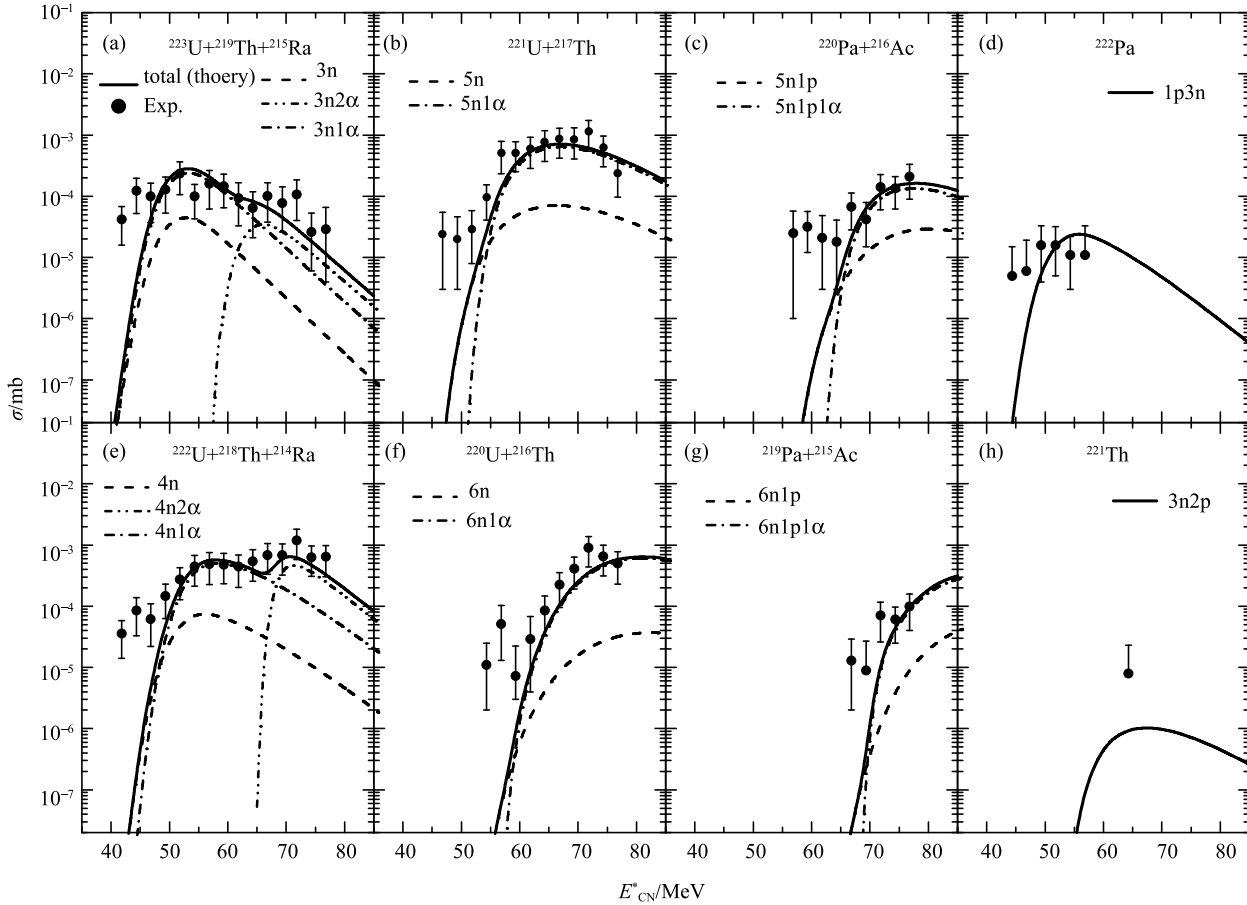 (a) ²²³U+²¹⁹Th+²¹⁵Ra
total (thoery)
Exp.
3n
3n2α
3n1α
(b) ²²¹U+²¹⁷Th
5n
5n1α
(c) ²²⁰Pa+²¹⁶Ac
5n1p
5n1p1α
(d) ²²²Pa
1p3n
10⁻¹
10⁻²
10⁻³
10⁻⁴
10⁻⁵
10⁻⁶
10⁻⁷
10⁻¹
σ/mb
(e) ²²²U+²¹⁸Th+²¹⁴Ra
4n
4n2α
4n1α
(f) ²²⁰U+²¹⁶Th
6n
6n1α
(g) ²¹⁹Pa+²¹⁵Ac
6n1p
6n1p1α
(h) ²²¹Th
3n2p
10⁻²
10⁻³
10⁻⁴
10⁻⁵
10⁻⁶
10⁻⁷
40 50 60 70 80 40 50 60 70 80 40 50 60 70 80 40 50 60 70 80
E*CN/MeV